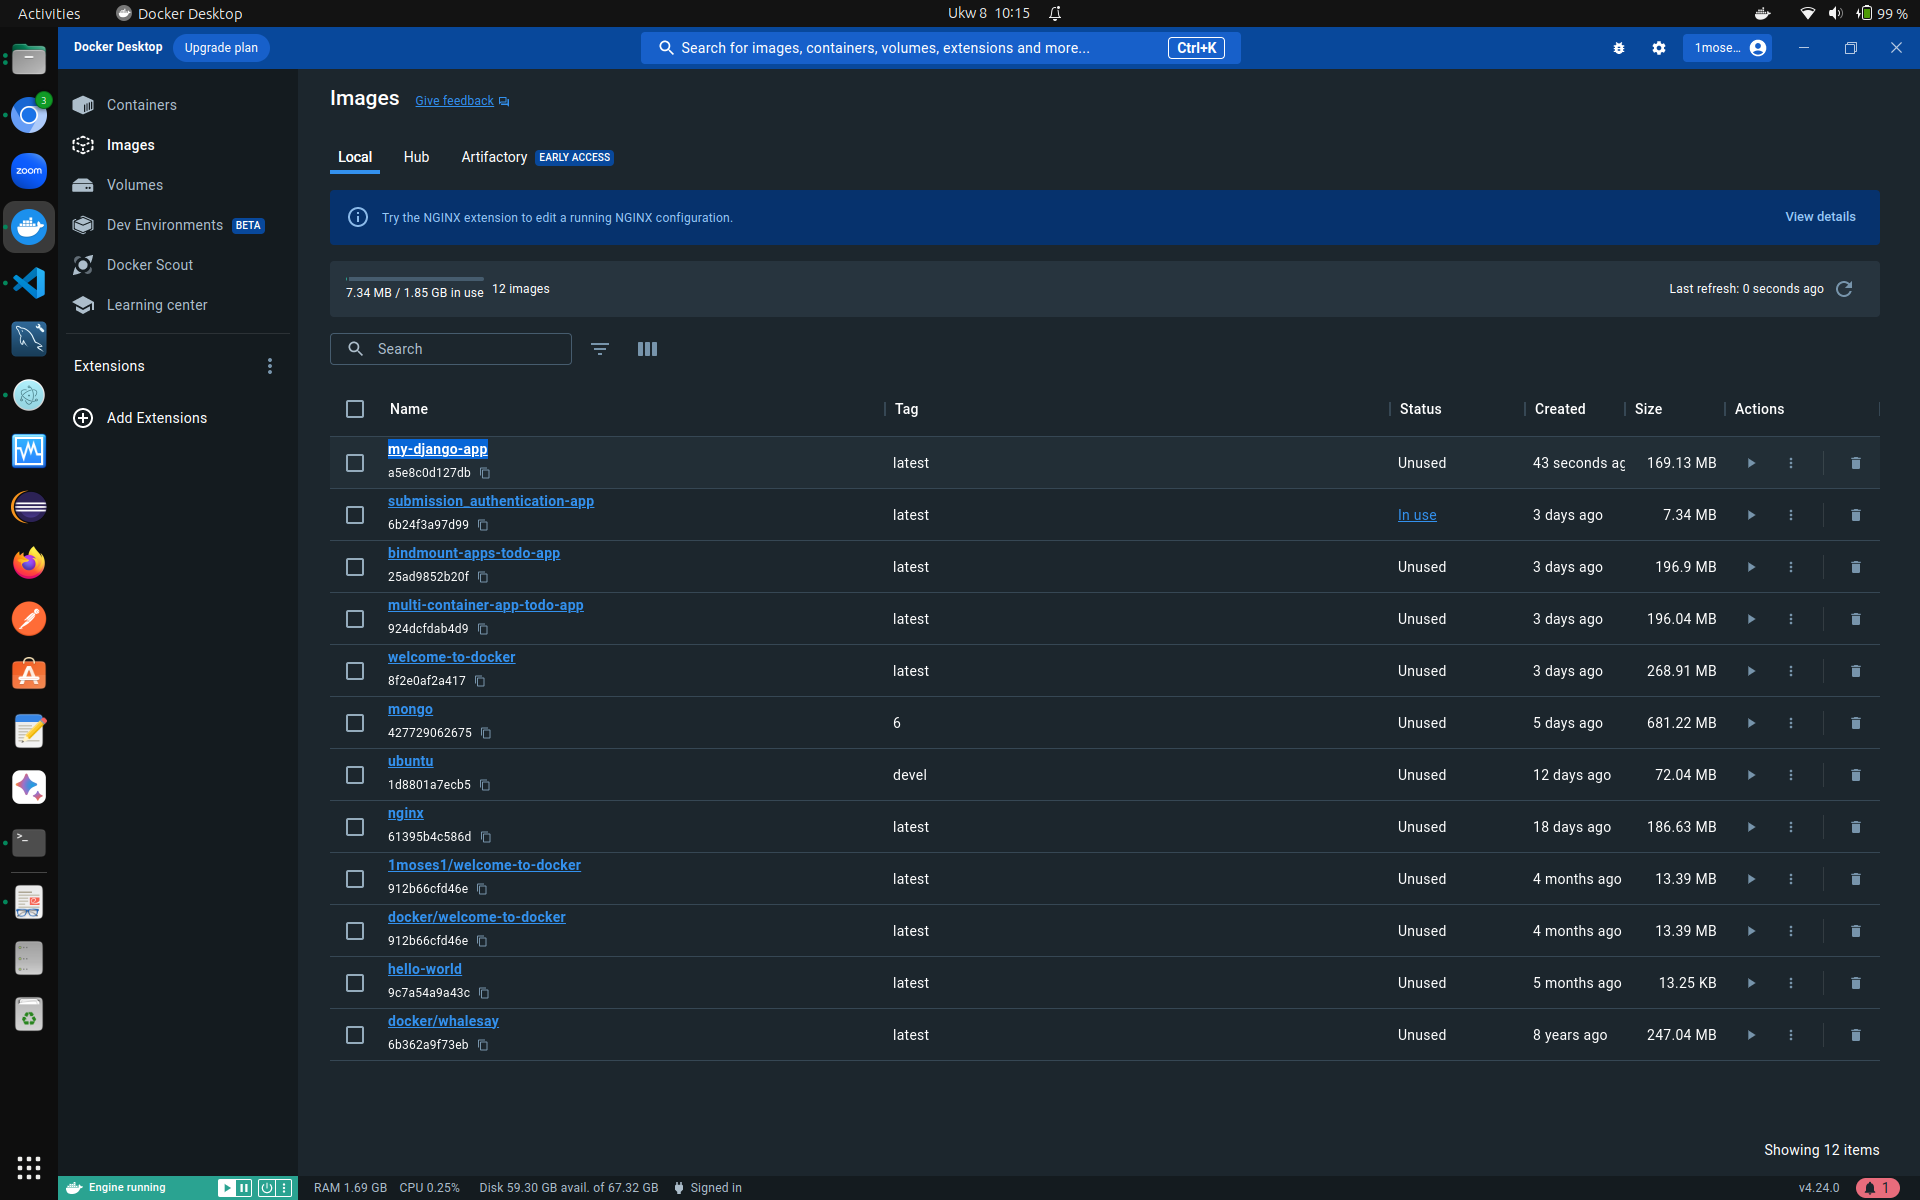 Activities Docker Desktop Ukw 8 10:15 99 %
Docker Desktop Upgrade plan Search for images, containers, volumes, extensions and more... Ctrl+K 1mose...
3
zoom
Containers
Images
Volumes
Dev Environments BETA
Docker Scout
Learning center
Extensions
Add Extensions
Images Give feedback
Local Hub Artifactory EARLY ACCESS
Try the NGINX extension to edit a running NGINX configuration. View details
7.34 MB / 1.85 GB in use 12 images Last refresh: 0 seconds ago
Search
Name Tag Status Created Size Actions
my-django-app
a5e8c0d127db latest Unused 43 seconds ag 169.13 MB
submission_authentication-app
6b24f3a97d99 latest In use 3 days ago 7.34 MB
bindmount-apps-todo-app
25ad9852b20f latest Unused 3 days ago 196.9 MB
multi-container-app-todo-app
924dcfdab4d9 latest Unused 3 days ago 196.04 MB
welcome-to-docker
8f2e0af2a417 latest Unused 3 days ago 268.91 MB
mongo
427729062675 6 Unused 5 days ago 681.22 MB
ubuntu
1d8801a7ecb5 devel Unused 12 days ago 72.04 MB
nginx
61395b4c586d latest Unused 18 days ago 186.63 MB
1moses1/welcome-to-docker
912b66cfd46e latest Unused 4 months ago 13.39 MB
docker/welcome-to-docker
912b66cfd46e latest Unused 4 months ago 13.39 MB
hello-world
9c7a54a9a43c latest Unused 5 months ago 13.25 KB
docker/whalesay
6b362a9f73eb latest Unused 8 years ago 247.04 MB
Showing 12 items
Engine running RAM 1.69 GB CPU 0.25% Disk 59.30 GB avail. of 67.32 GB Signed in v4.24.0 1